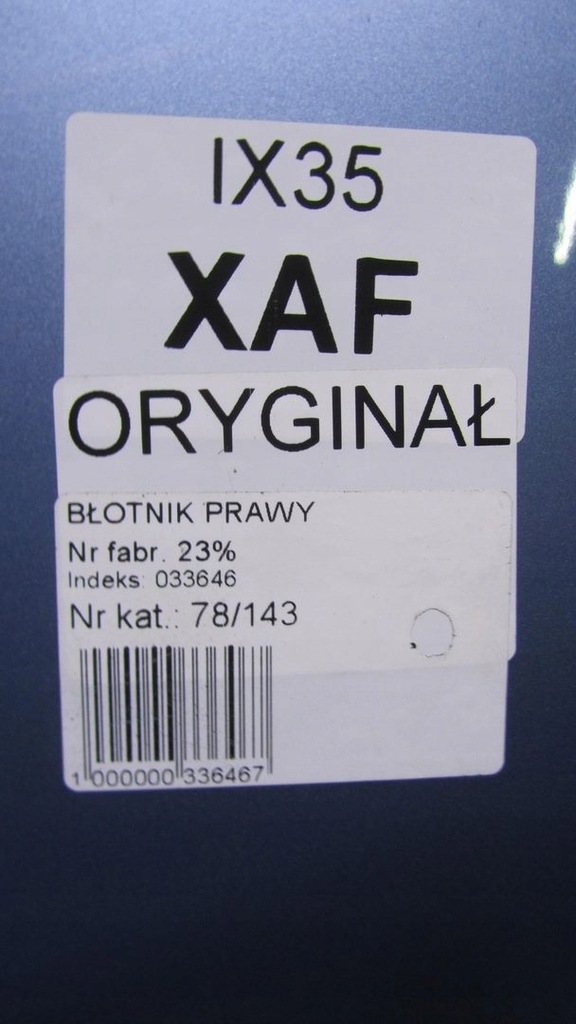 IX35
XAF
ORYGINAŁ
BŁOTNIK PRAWY
Nr fabr. 23%
Indeks: 033646
Nr kat.: 78/143
1 000000 336467